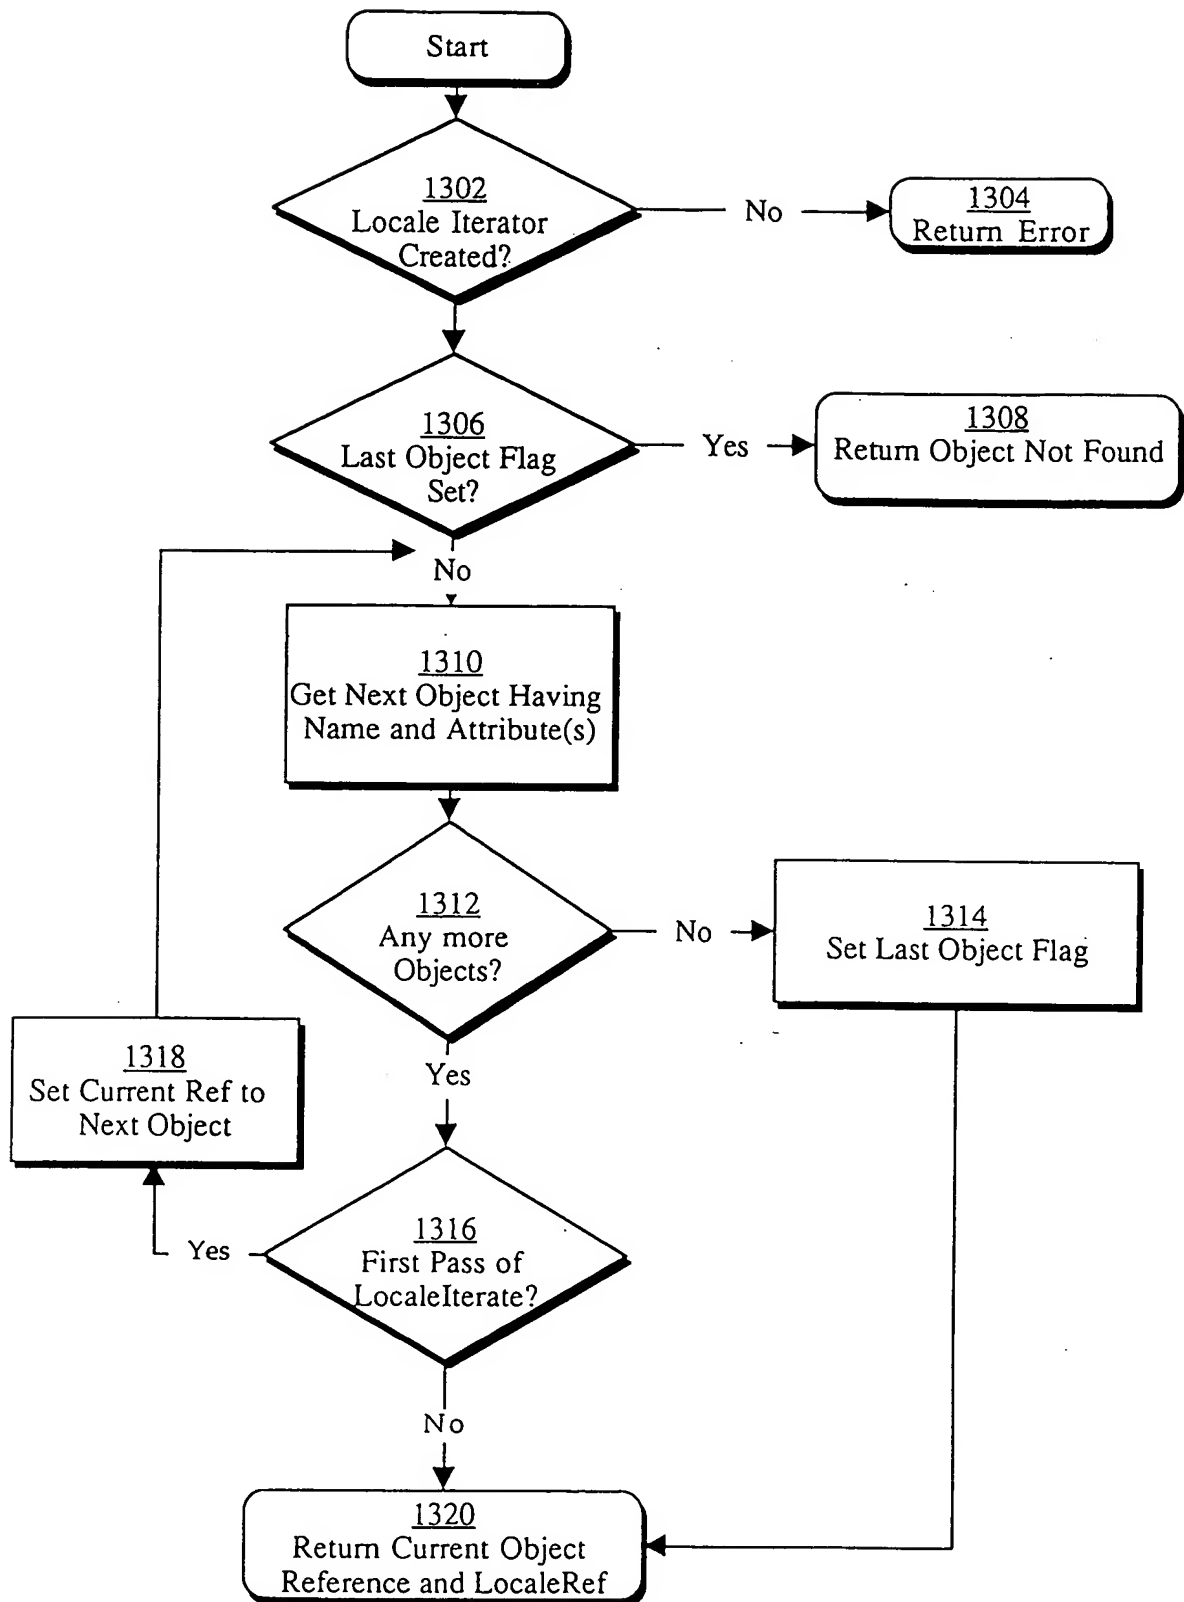 Start
1302
Locale Iterator
Created?
No
1304
Return Error
1306
Last Object Flag
Set?
Yes
1308
Return Object Not Found
No
1310
Get Next Object Having
Name and Attribute(s)
1312
Any more
Objects?
No
1314
Set Last Object Flag
1318
Set Current Ref to
Next Object
Yes
1316
First Pass of
LocaleIterate?
Yes
No
1320
Return Current Object
Reference and LocaleRef